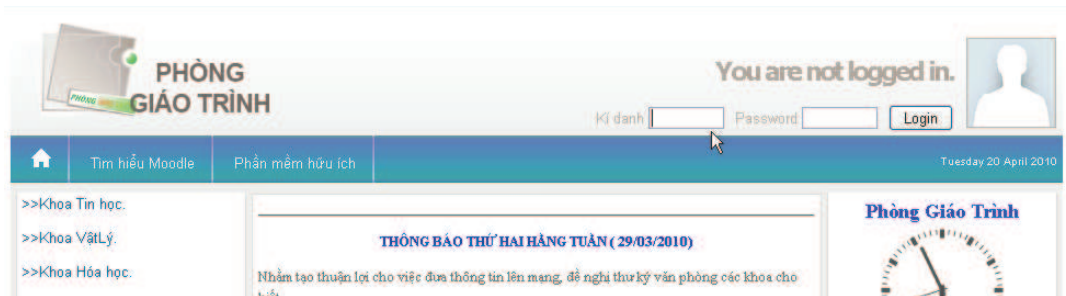 PHÒNG
GIÁO TRÌNH
PHÒNG
You are not logged in.
Kí danh Password Login
Tìm hiểu Moodle Phần mềm hữu ích Tuesday 20 April 2010
>>Khoa Tin học.
>>Khoa VậtLý.
>>Khoa Hóa học.
THÔNG BÁO THỨ HAI HÀNG TUẦN ( 29/03/2010)
Nhằm tạo thuận lợi cho việc đưa thông tin lên mạng, đề nghị thư ký văn phòng các khoa cho
Phòng Giáo Trình